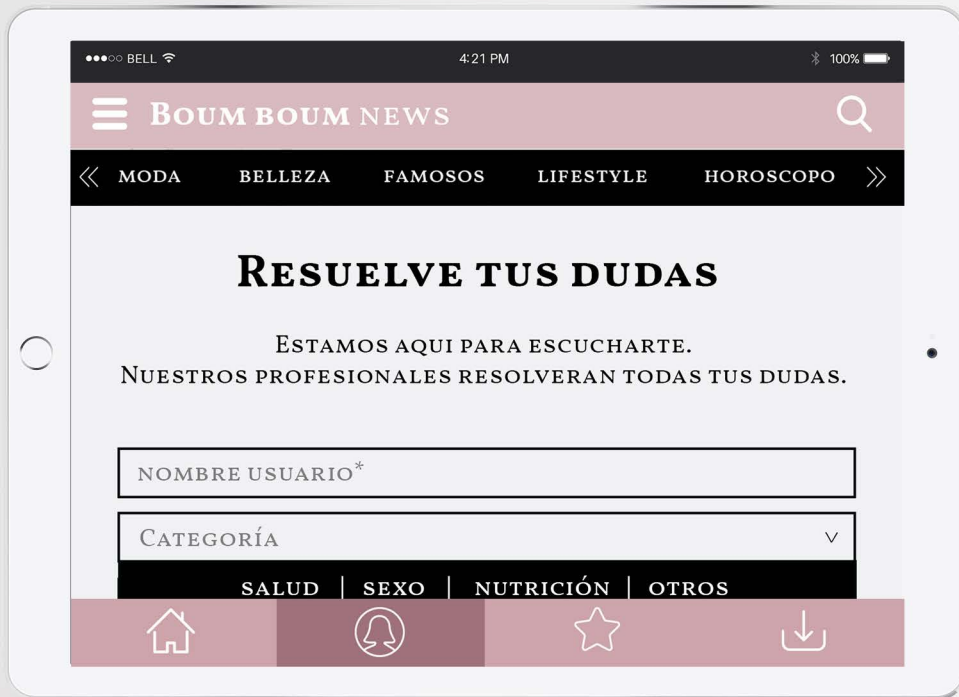 BELL 4:21 PM 100%
BOUM BOUM NEWS
MODA BELLEZA FAMOSOS LIFESTYLE HOROSCOPO
RESUELVE TUS DUDAS
ESTAMOS AQUI PARA ESCUCHARTE.
NUESTROS PROFESIONALES RESOLVERAN TODAS TUS DUDAS.
NOMBRE USUARIO*
CATEGORÍA
SALUD | SEXO | NUTRICIÓN | OTROS